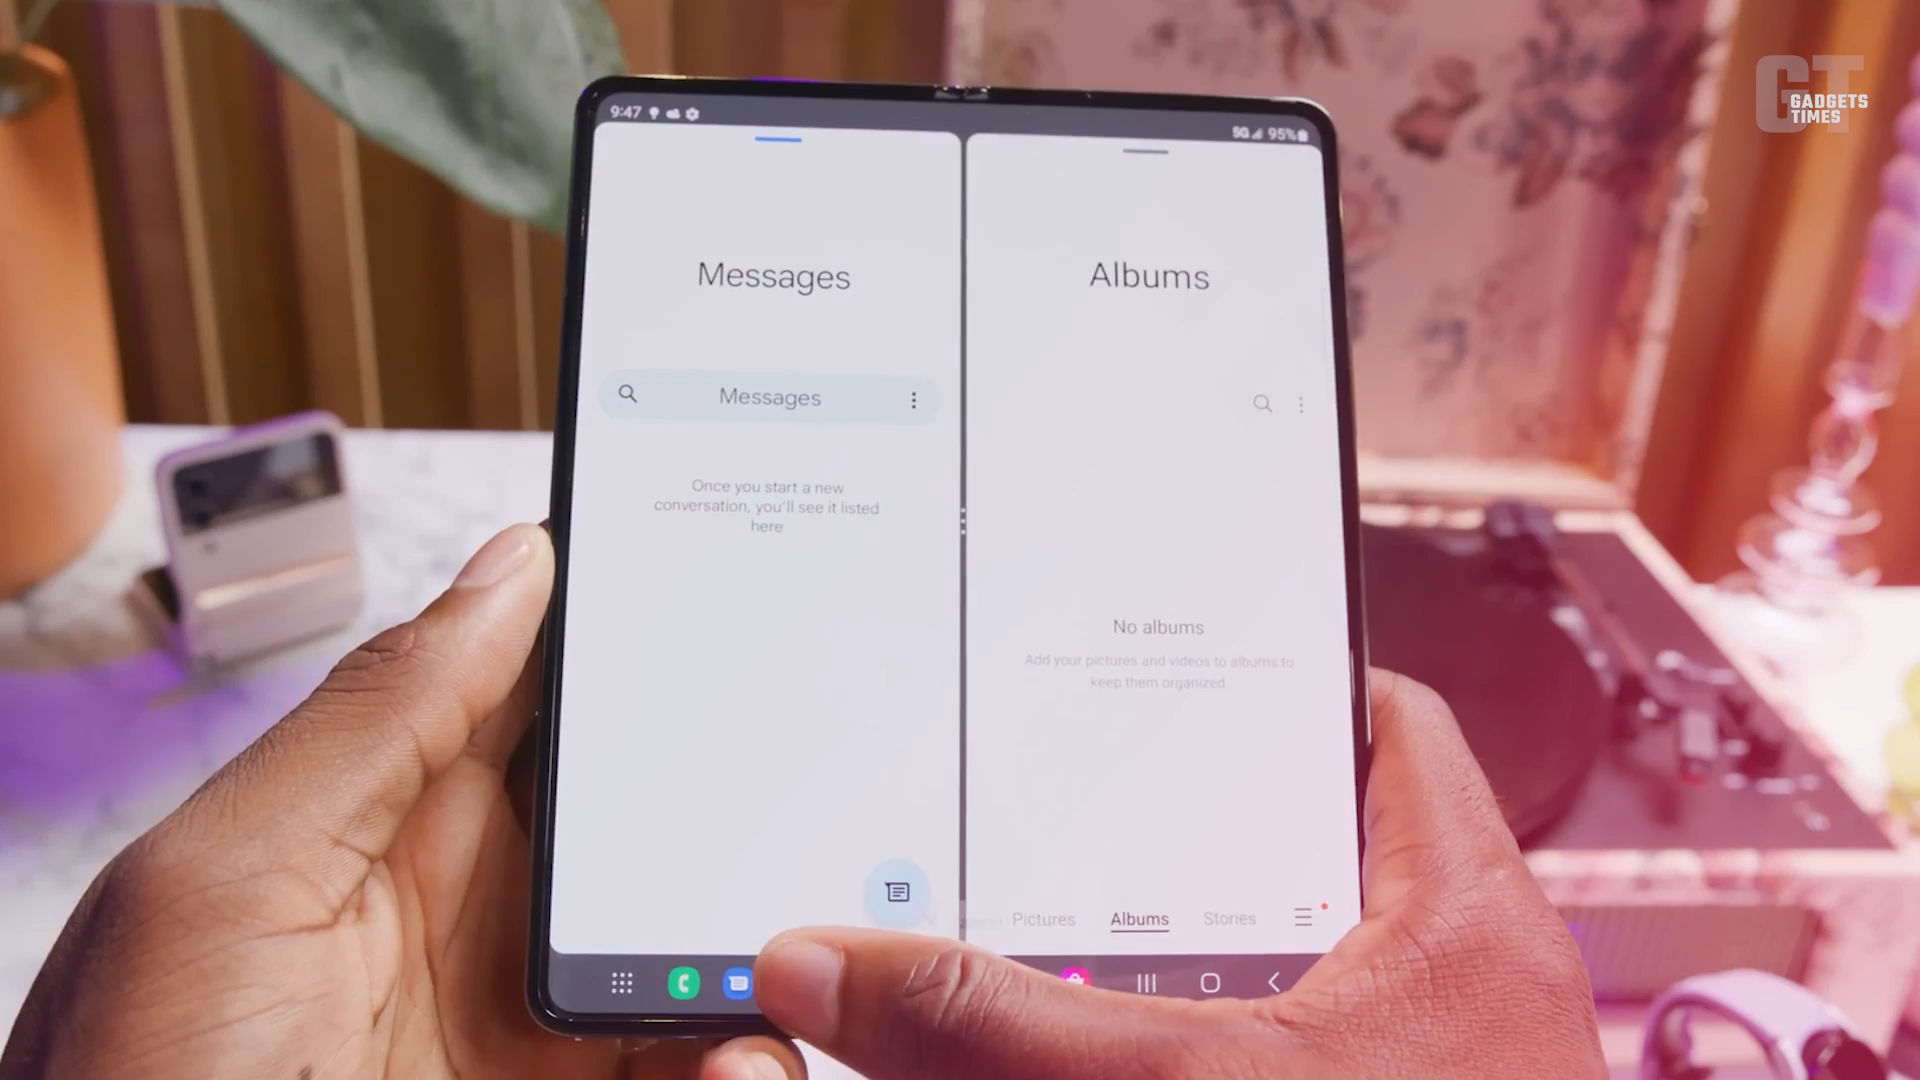 GT
GADGETS
TIMES
9:47
5G 95%
Messages
Messages
Once you start a new
conversation, you'll see it listed
here
Albums
No albums
Add your pictures and videos to albums to
keep them organized
Pictures Albums Stories